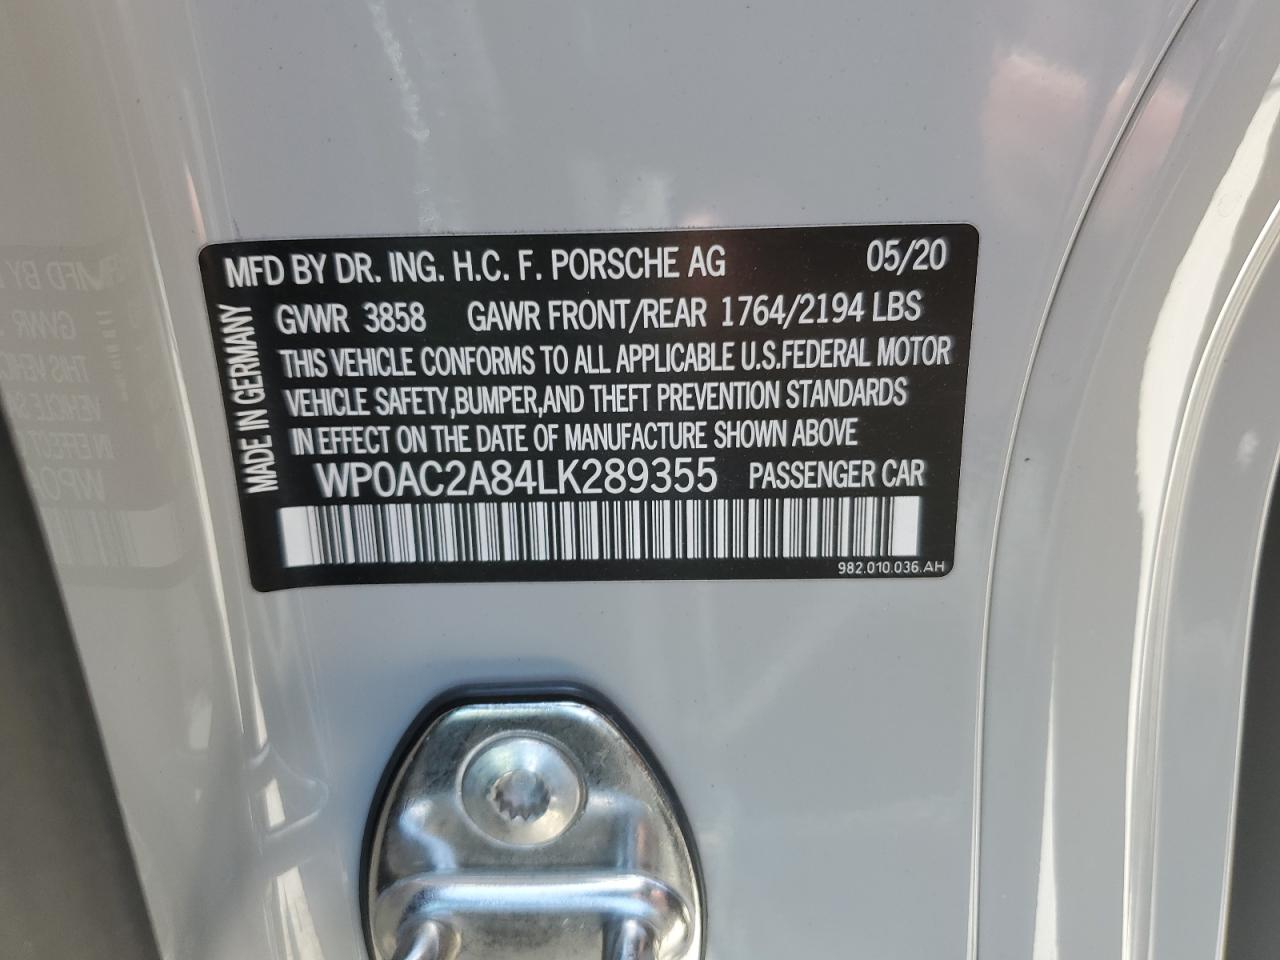 MFD BY DR. ING. H.C. F. PORSCHE AG 05/20
GVWR 3858 GAWR FRONT/REAR 1764/2194 LBS
THIS VEHICLE CONFORMS TO ALL APPLICABLE U.S.FEDERAL MOTOR
VEHICLE SAFETY,BUMPER,AND THEFT PREVENTION STANDARDS
IN EFFECT ON THE DATE OF MANUFACTURE SHOWN ABOVE
WP0AC2A84LK289355 PASSENGER CAR
982.010.036.AH
MADE IN GERMANY